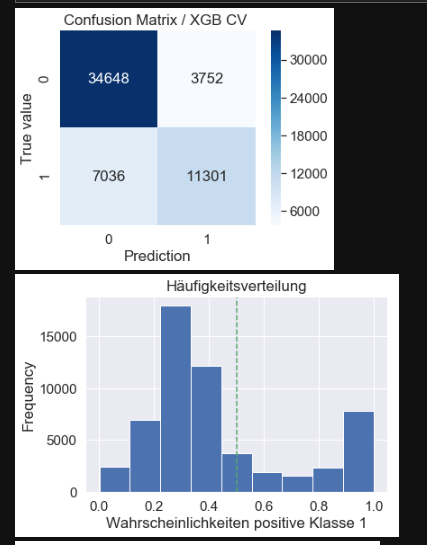 Confusion Matrix / XGB CV
True value
0
34648
3752
1
7036
11301
0
1
Prediction
30000
24000
18000
12000
6000
Häufigkeitsverteilung
Frequency
15000
10000
5000
0
0.0 0.2 0.4 0.6 0.8 1.0
Wahrscheinlichkeiten positive Klasse 1